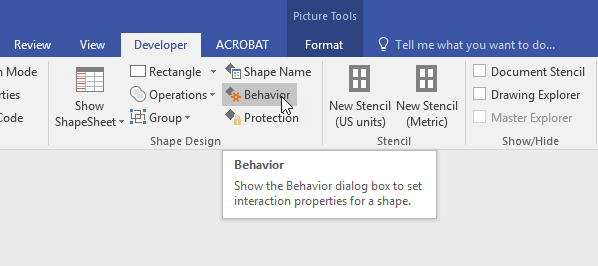 Picture Tools
Review View Developer ACROBAT Format Tell me what you want to do...
Mode Rectangle Shape Name Document Stencil
Operations Behavior Drawing Explorer
Show ShapeSheet Group Protection New Stencil (US units) New Stencil (Metric) Master Explorer
Code
Shape Design Stencil Show/Hide
Behavior
Show the Behavior dialog box to set
interaction properties for a shape.